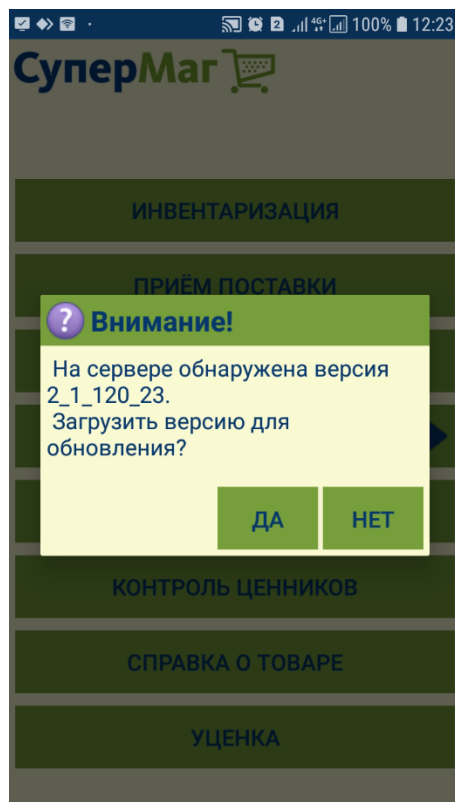 100% 12:23
СуперМаг
ИНВЕНТАРИЗАЦИЯ
ПРИЁМ ПОСТАВКИ
Внимание!
На сервере обнаружена версия
2_1_120_23.
Загрузить версию для
обновления?
ДА НЕТ
КОНТРОЛЬ ЦЕННИКОВ
СПРАВКА О ТОВАРЕ
УЦЕНКА